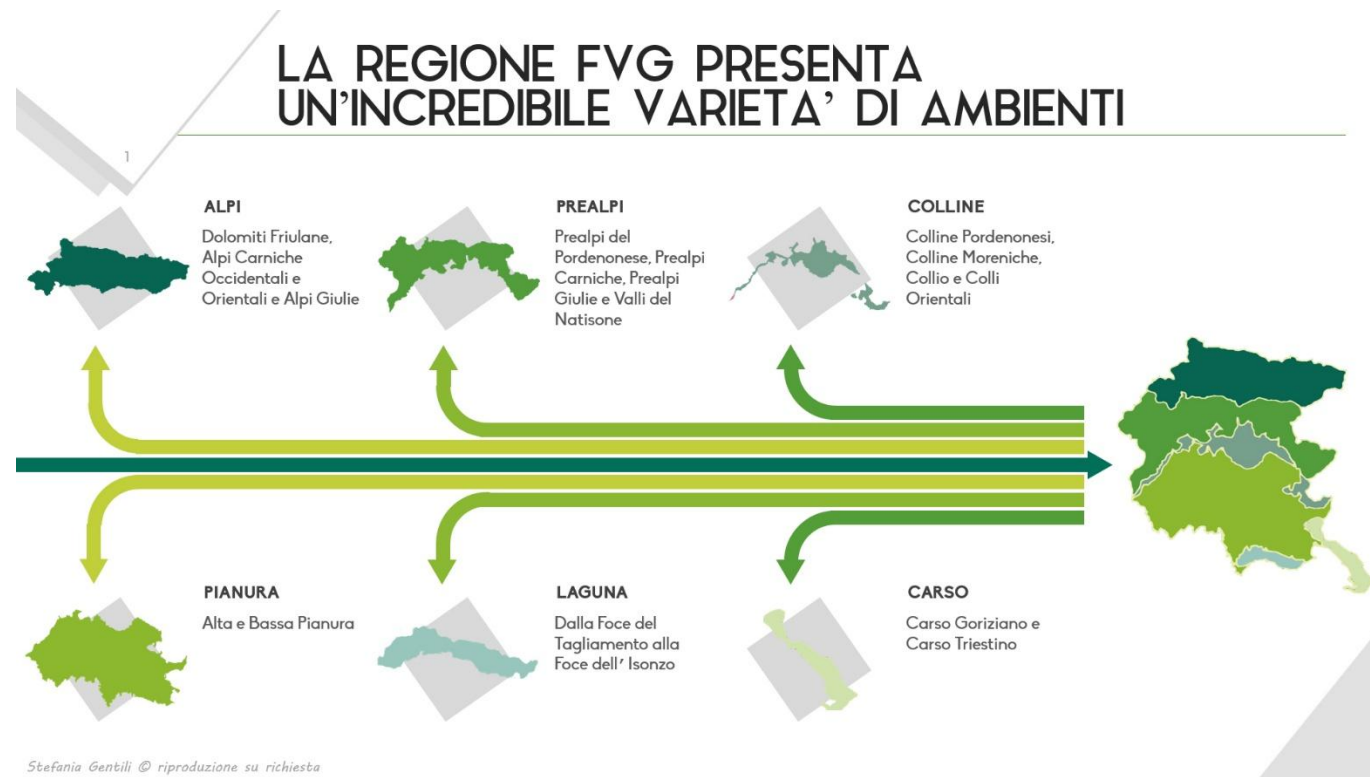 LA REGIONE FVG PRESENTA
UN'INCREDIBILE VARIETA' DI AMBIENTI
1
ALPI
Dolomiti Friulane,
Alpi Carniche
Occidentali e
Orientali e Alpi Giulie
PREALPI
Prealpi del
Pordenonese, Prealpi
Carniche, Prealpi
Giulie e Valli del
Natisone
COLLINE
Colline Pordenonesi,
Colline Moreniche,
Collio e Colli
Orientali
PIANURA
Alta e Bassa Pianura
LAGUNA
Dalla Foce del
Tagliamento alla
Foce dell' Isonzo
CARSO
Carso Goriziano e
Carso Triestino
Stefania Gentili © riproduzione su richiesta